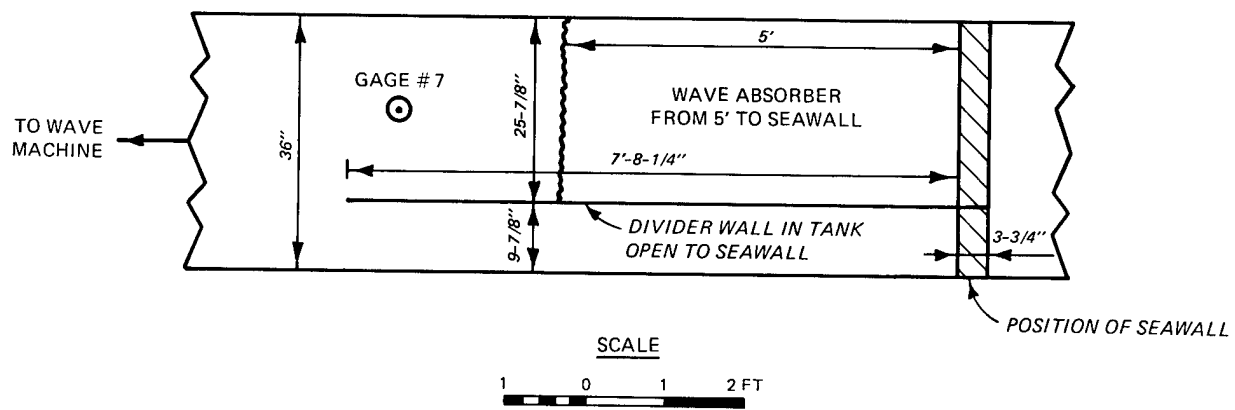 5'
GAGE #7
WAVE ABSORBER
FROM 5' TO SEAWALL
TO WAVE
MACHINE
36"
25-7/8"
7'-8-1/4"
DIVIDER WALL IN TANK
OPEN TO SEAWALL
9-7/8"
3-3/4"
POSITION OF SEAWALL
SCALE
1 0 1 2 FT